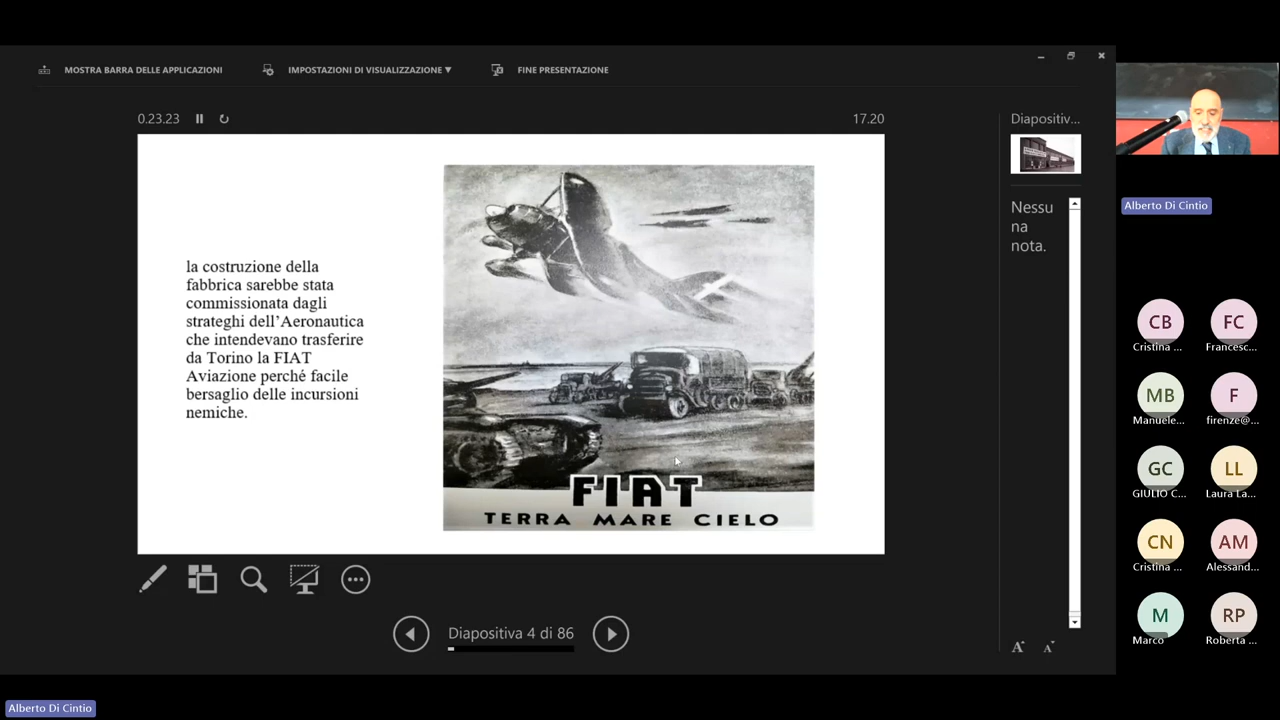 MOSTRA BARRA DELLE APPLICAZIONI
IMPOSTAZIONI DI VISUALIZZAZIONE ▼
FINE PRESENTAZIONE
0.23.23
17.20
Diapositiv...
la costruzione della
fabbrica sarebbe stata
commissionata dagli
strateghi dell'Aeronautica
che intendevano trasferire
da Torino la FIAT
Aviazione perché facile
bersaglio delle incursioni
nemiche.
FIAT
TERRA MARE CIELO
Nessu
na
nota.
Diapositiva 4 di 86
A A
Alberto Di Cintio
CB FC
Cristina ... Francesc...
MB F
Manuele... firenze@...
GC LL
GIULIO C... Laura La...
CN AM
Cristina ... Alessand...
M RP
Marco Roberta ...
Alberto Di Cintio